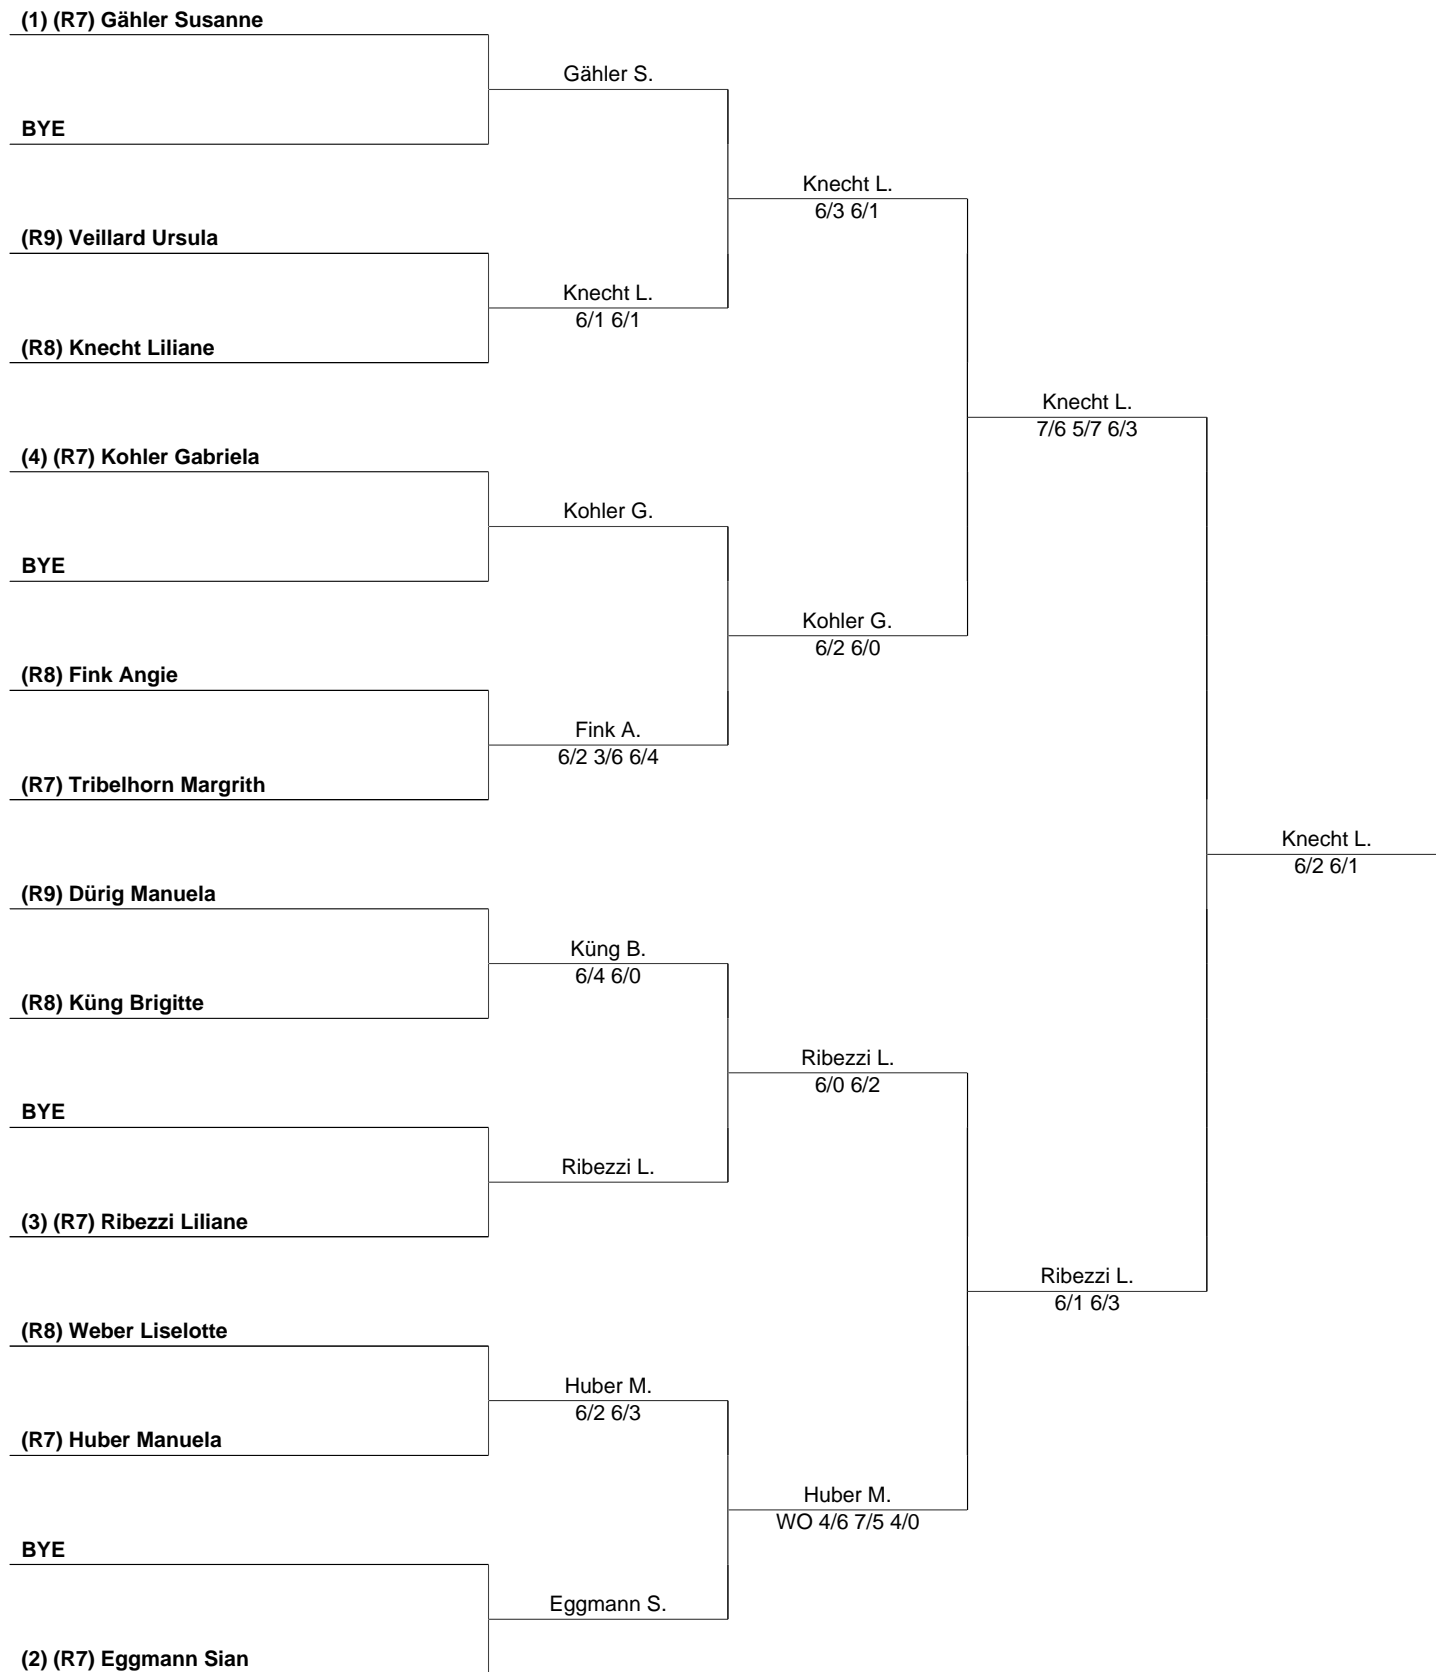 (1) (R7) Gähler Susanne
Gähler S.
BYE
Knecht L.
6/3 6/1
(R9) Veillard Ursula
Knecht L.
6/1 6/1
(R8) Knecht Liliane
Knecht L.
7/6 5/7 6/3
(4) (R7) Kohler Gabriela
Kohler G.
BYE
Kohler G.
6/2 6/0
(R8) Fink Angie
Fink A.
6/2 3/6 6/4
(R7) Tribelhorn Margrith
Knecht L.
6/2 6/1
(R9) Dürig Manuela
Küng B.
6/4 6/0
(R8) Küng Brigitte
Ribezzi L.
6/0 6/2
BYE
Ribezzi L.
(3) (R7) Ribezzi Liliane
Ribezzi L.
6/1 6/3
(R8) Weber Liselotte
Huber M.
6/2 6/3
(R7) Huber Manuela
Huber M.
WO 4/6 7/5 4/0
BYE
Eggmann S.
(2) (R7) Eggmann Sian